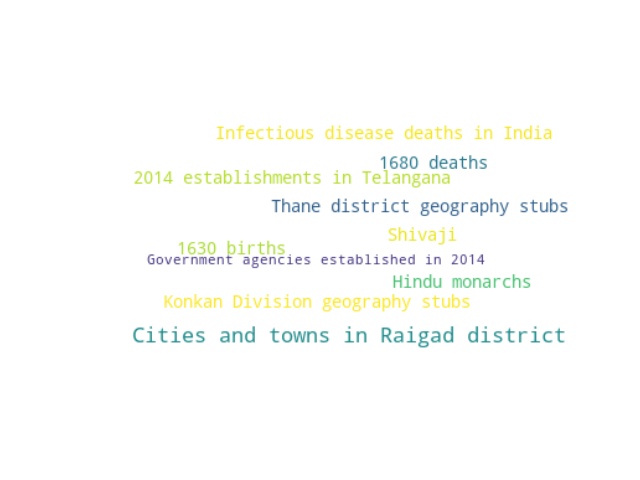 Infectious disease deaths in India
1680 deaths
2014 establishments in Telangana
Thane district geography stubs
Shivaji
1630 births
Government agencies established in 2014
Hindu monarchs
Konkan Division geography stubs
Cities and towns in Raigad district